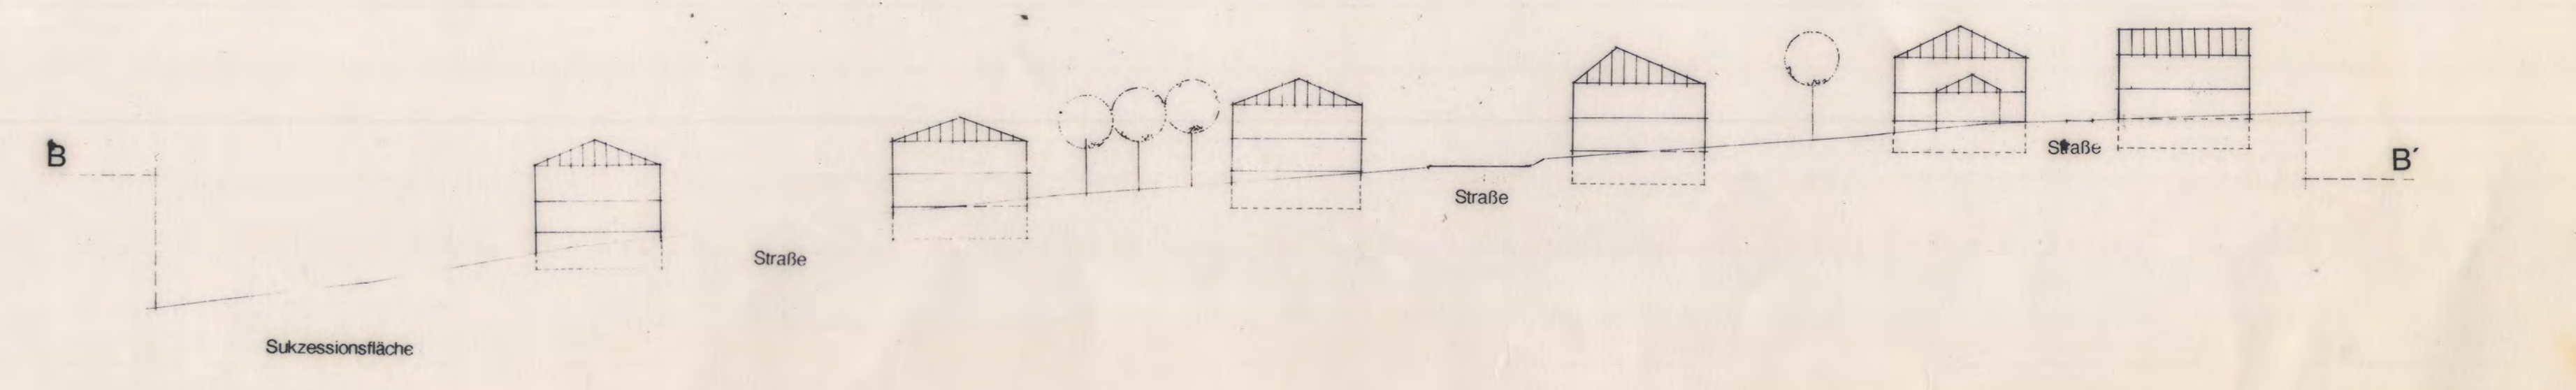 B
Sukzessionsfläche
Straße
Straße
Straße
B´